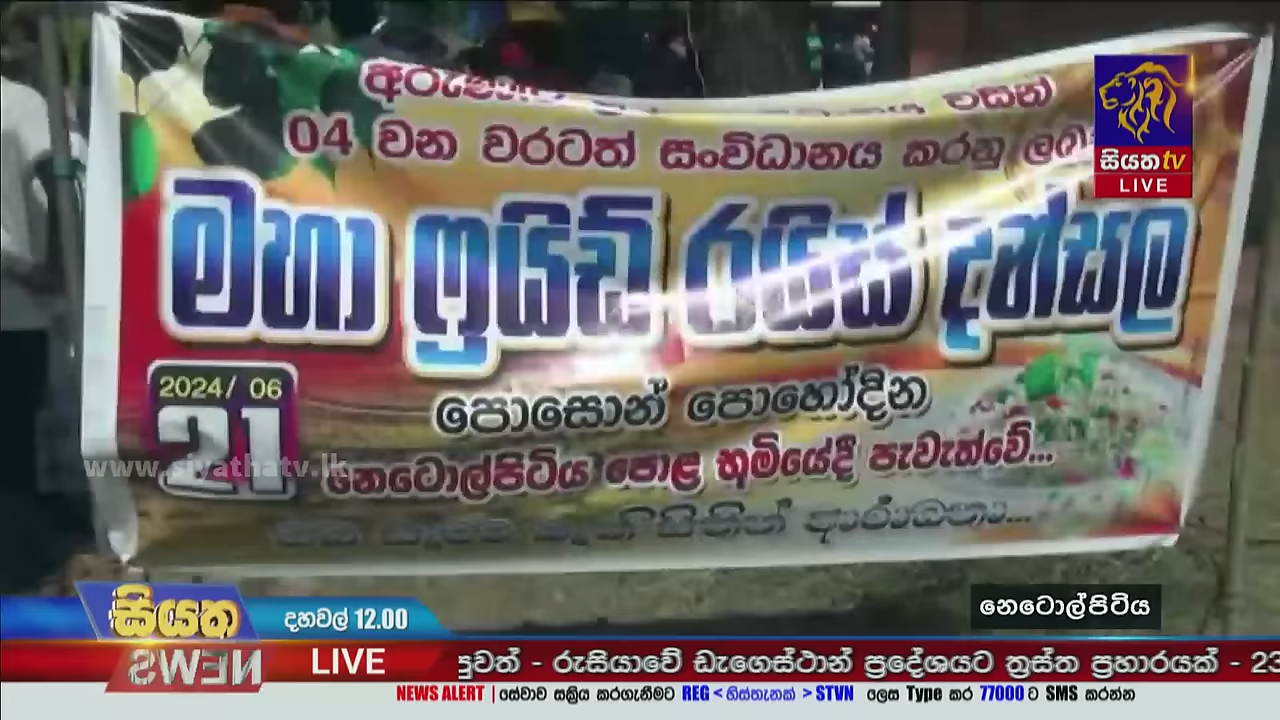 වසන්
04 වන වරටත් සංවිධානය කරනු ලබන
මහා ෆ්‍රයිඩ් රයිස් දන්සල
2024/ 06
21
පොසොන් පොහෝදින
නෙටොල්පිටිය පොළ භූමියේදී පැවැත්වේ...
සිතින් ආරාධනා...
සියත tv
LIVE
www.siyathatv.lk
නෙටොල්පිටිය
සියත
දහවල් 12.00
NEWS
LIVE
පුවත් - රුසියාවේ ඩැගෙස්ථාන් ප්‍රදේශයට ත්‍රස්ත ප්‍රහාරයක් - 23
NEWS ALERT | සේවාව සක්‍රිය කරගැනීමට REG < හිස්තැනක් > STVN ලෙස Type කර 77000 ට SMS කරන්න